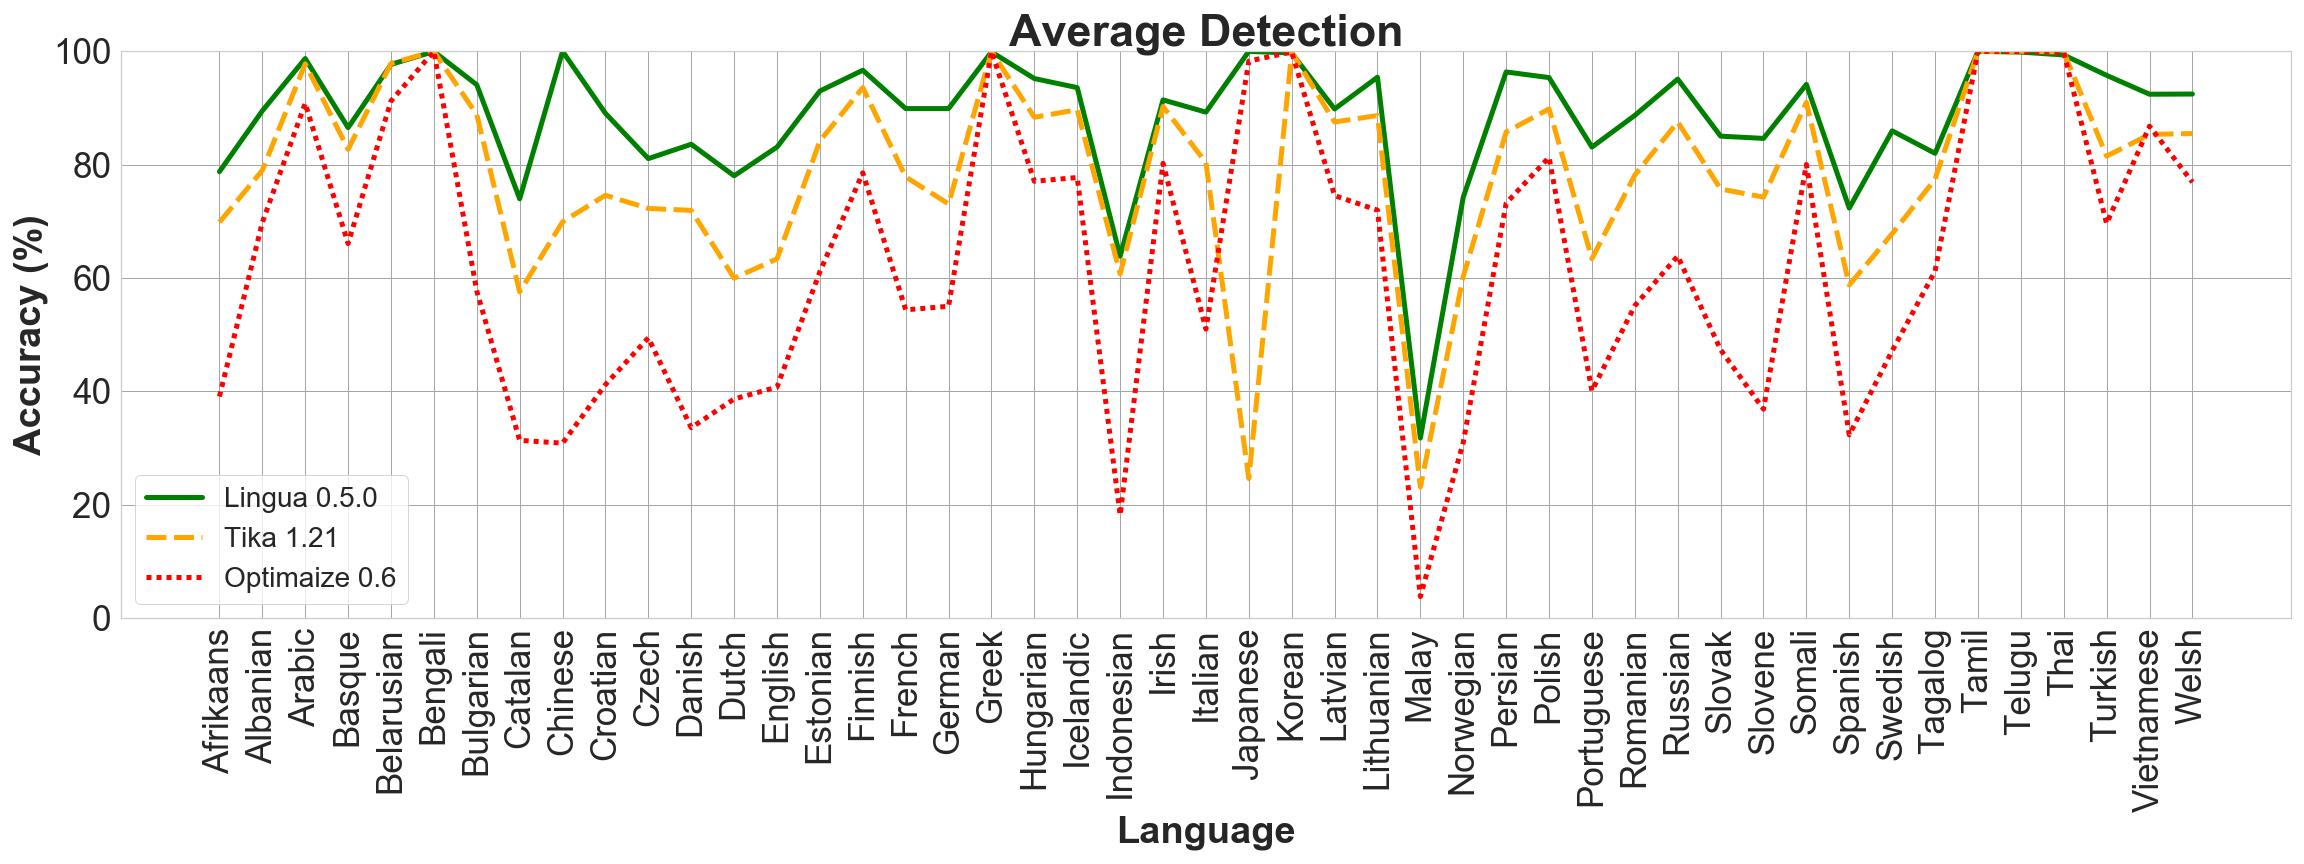 Average Detection
Accuracy (%)
100
80
60
40
20
0
Lingua 0.5.0
Tika 1.21
Optimaize 0.6
Afrikaans
Albanian
Arabic
Basque
Belarusian
Bengali
Bulgarian
Catalan
Chinese
Croatian
Czech
Danish
Dutch
English
Estonian
Finnish
French
German
Greek
Hungarian
Icelandic
Indonesian
Irish
Italian
Japanese
Korean
Latvian
Lithuanian
Malay
Norwegian
Persian
Polish
Portuguese
Romanian
Russian
Slovak
Slovene
Somali
Spanish
Swedish
Tagalog
Tamil
Telugu
Thai
Turkish
Vietnamese
Welsh
Language